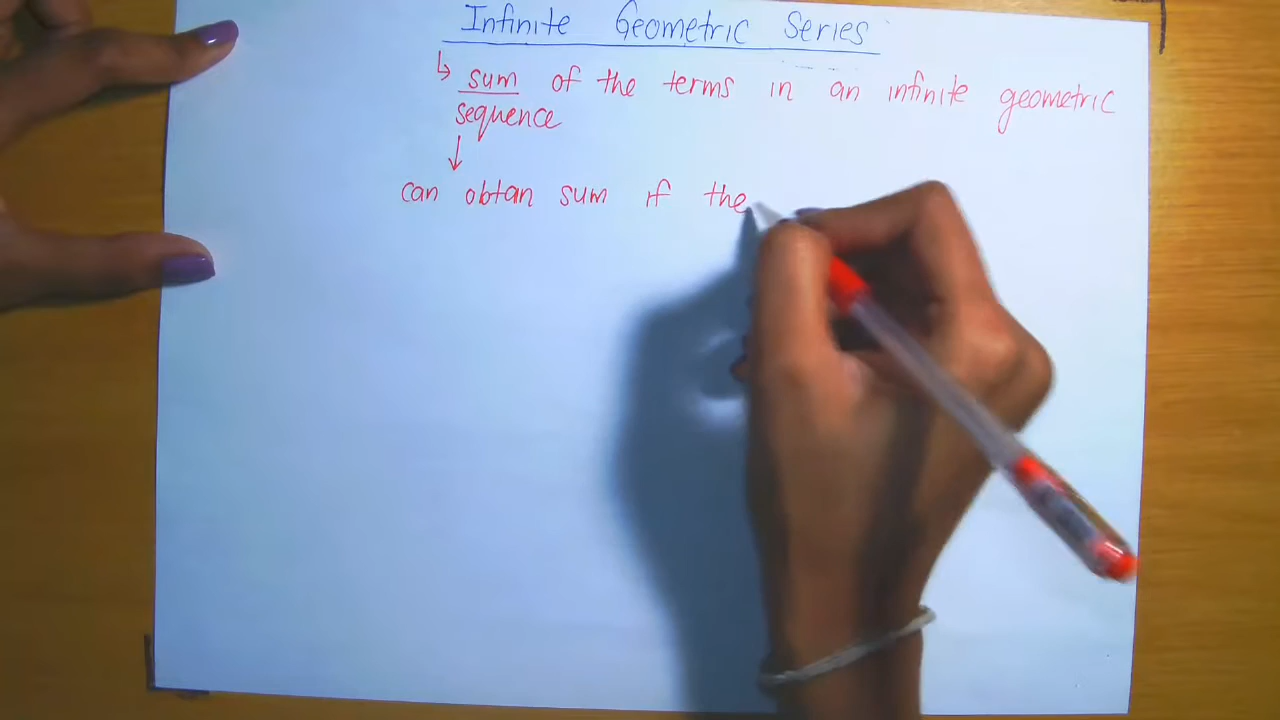 Infinite Geometric Series
↳ sum of the terms in an infinite geometric
sequence
↓
can obtan sum if the